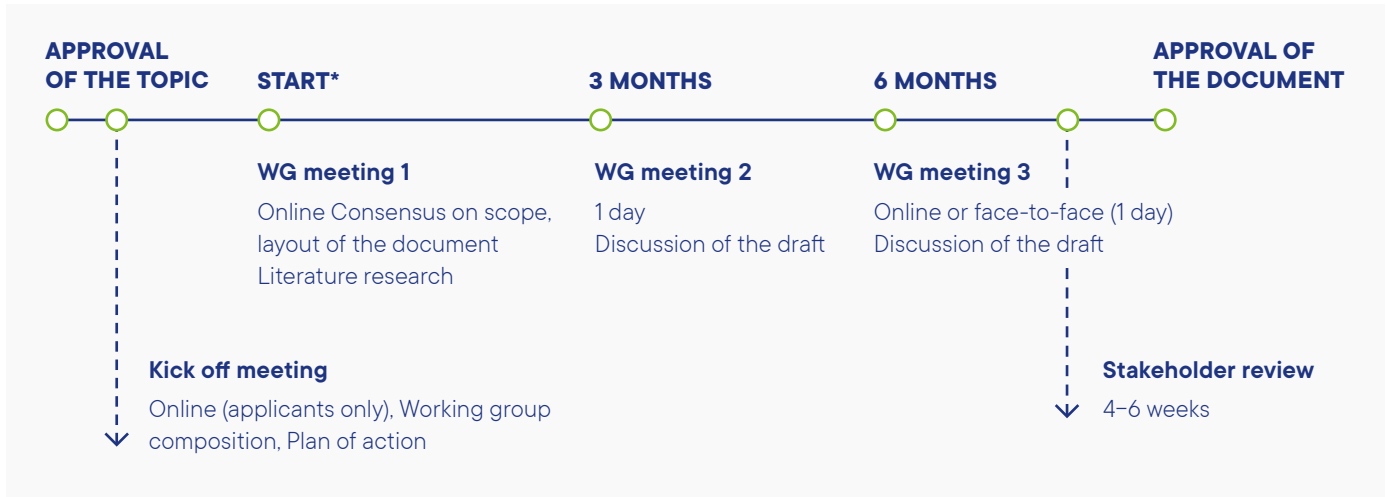 APPROVAL
OF THE TOPIC
START*
3 MONTHS
6 MONTHS
APPROVAL OF
THE DOCUMENT
WG meeting 1
Online Consensus on scope,
layout of the document
Literature research
WG meeting 2
1 day
Discussion of the draft
WG meeting 3
Online or face-to-face (1 day)
Discussion of the draft
Kick off meeting
Online (applicants only), Working group
composition, Plan of action
Stakeholder review
4–6 weeks